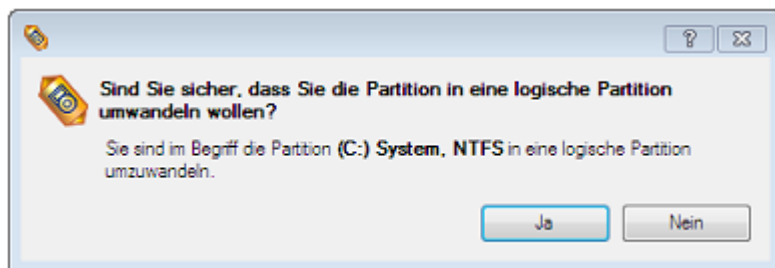 Sind Sie sicher, dass Sie die Partition in eine logische Partition
umwandeln wollen?
Sie sind im Begriff die Partition (C:) System, NTFS in eine logische Partition
umzuwandeln.
Ja
Nein